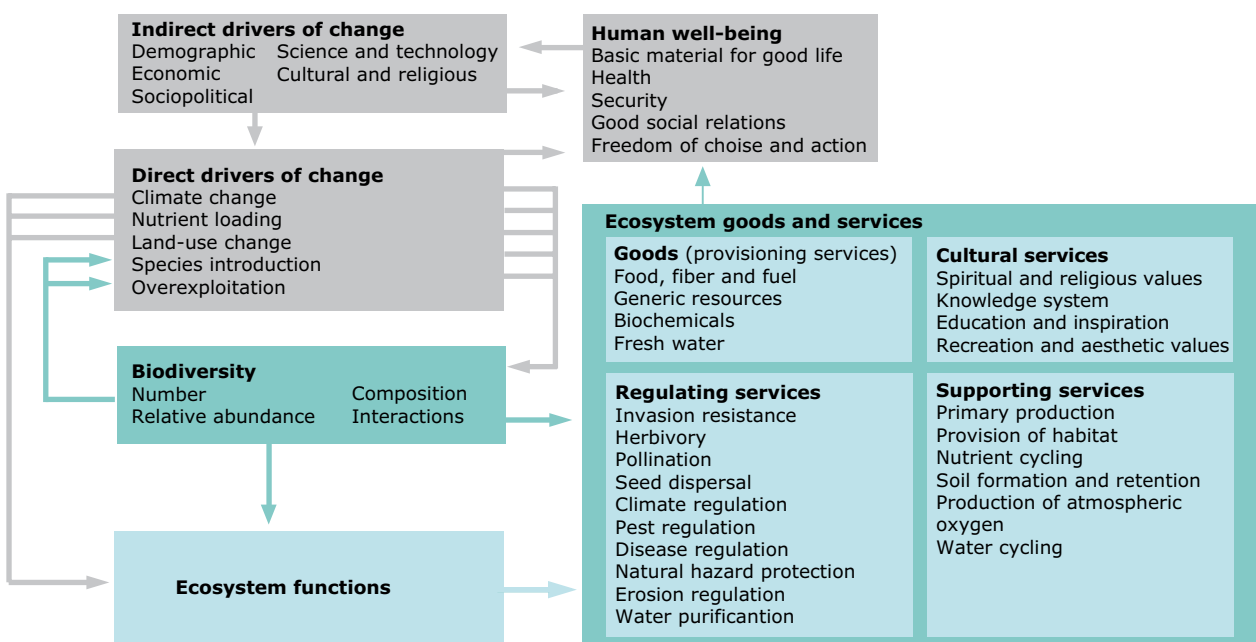 Indirect drivers of change
Demographic
Economic
Sociopolitical
Science and technology
Cultural and religious
Human well-being
Basic material for good life
Health
Security
Good social relations
Freedom of choise and action
Direct drivers of change
Climate change
Nutrient loading
Land-use change
Species introduction
Overexploitation
Biodiversity
Number
Relative abundance
Composition
Interactions
Ecosystem functions
Ecosystem goods and services
Goods (provisioning services)
Food, fiber and fuel
Generic resources
Biochemicals
Fresh water
Cultural services
Spiritual and religious values
Knowledge system
Education and inspiration
Recreation and aesthetic values
Regulating services
Invasion resistance
Herbivory
Pollination
Seed dispersal
Climate regulation
Pest regulation
Disease regulation
Natural hazard protection
Erosion regulation
Water purificantion
Supporting services
Primary production
Provision of habitat
Nutrient cycling
Soil formation and retention
Production of atmospheric
oxygen
Water cycling